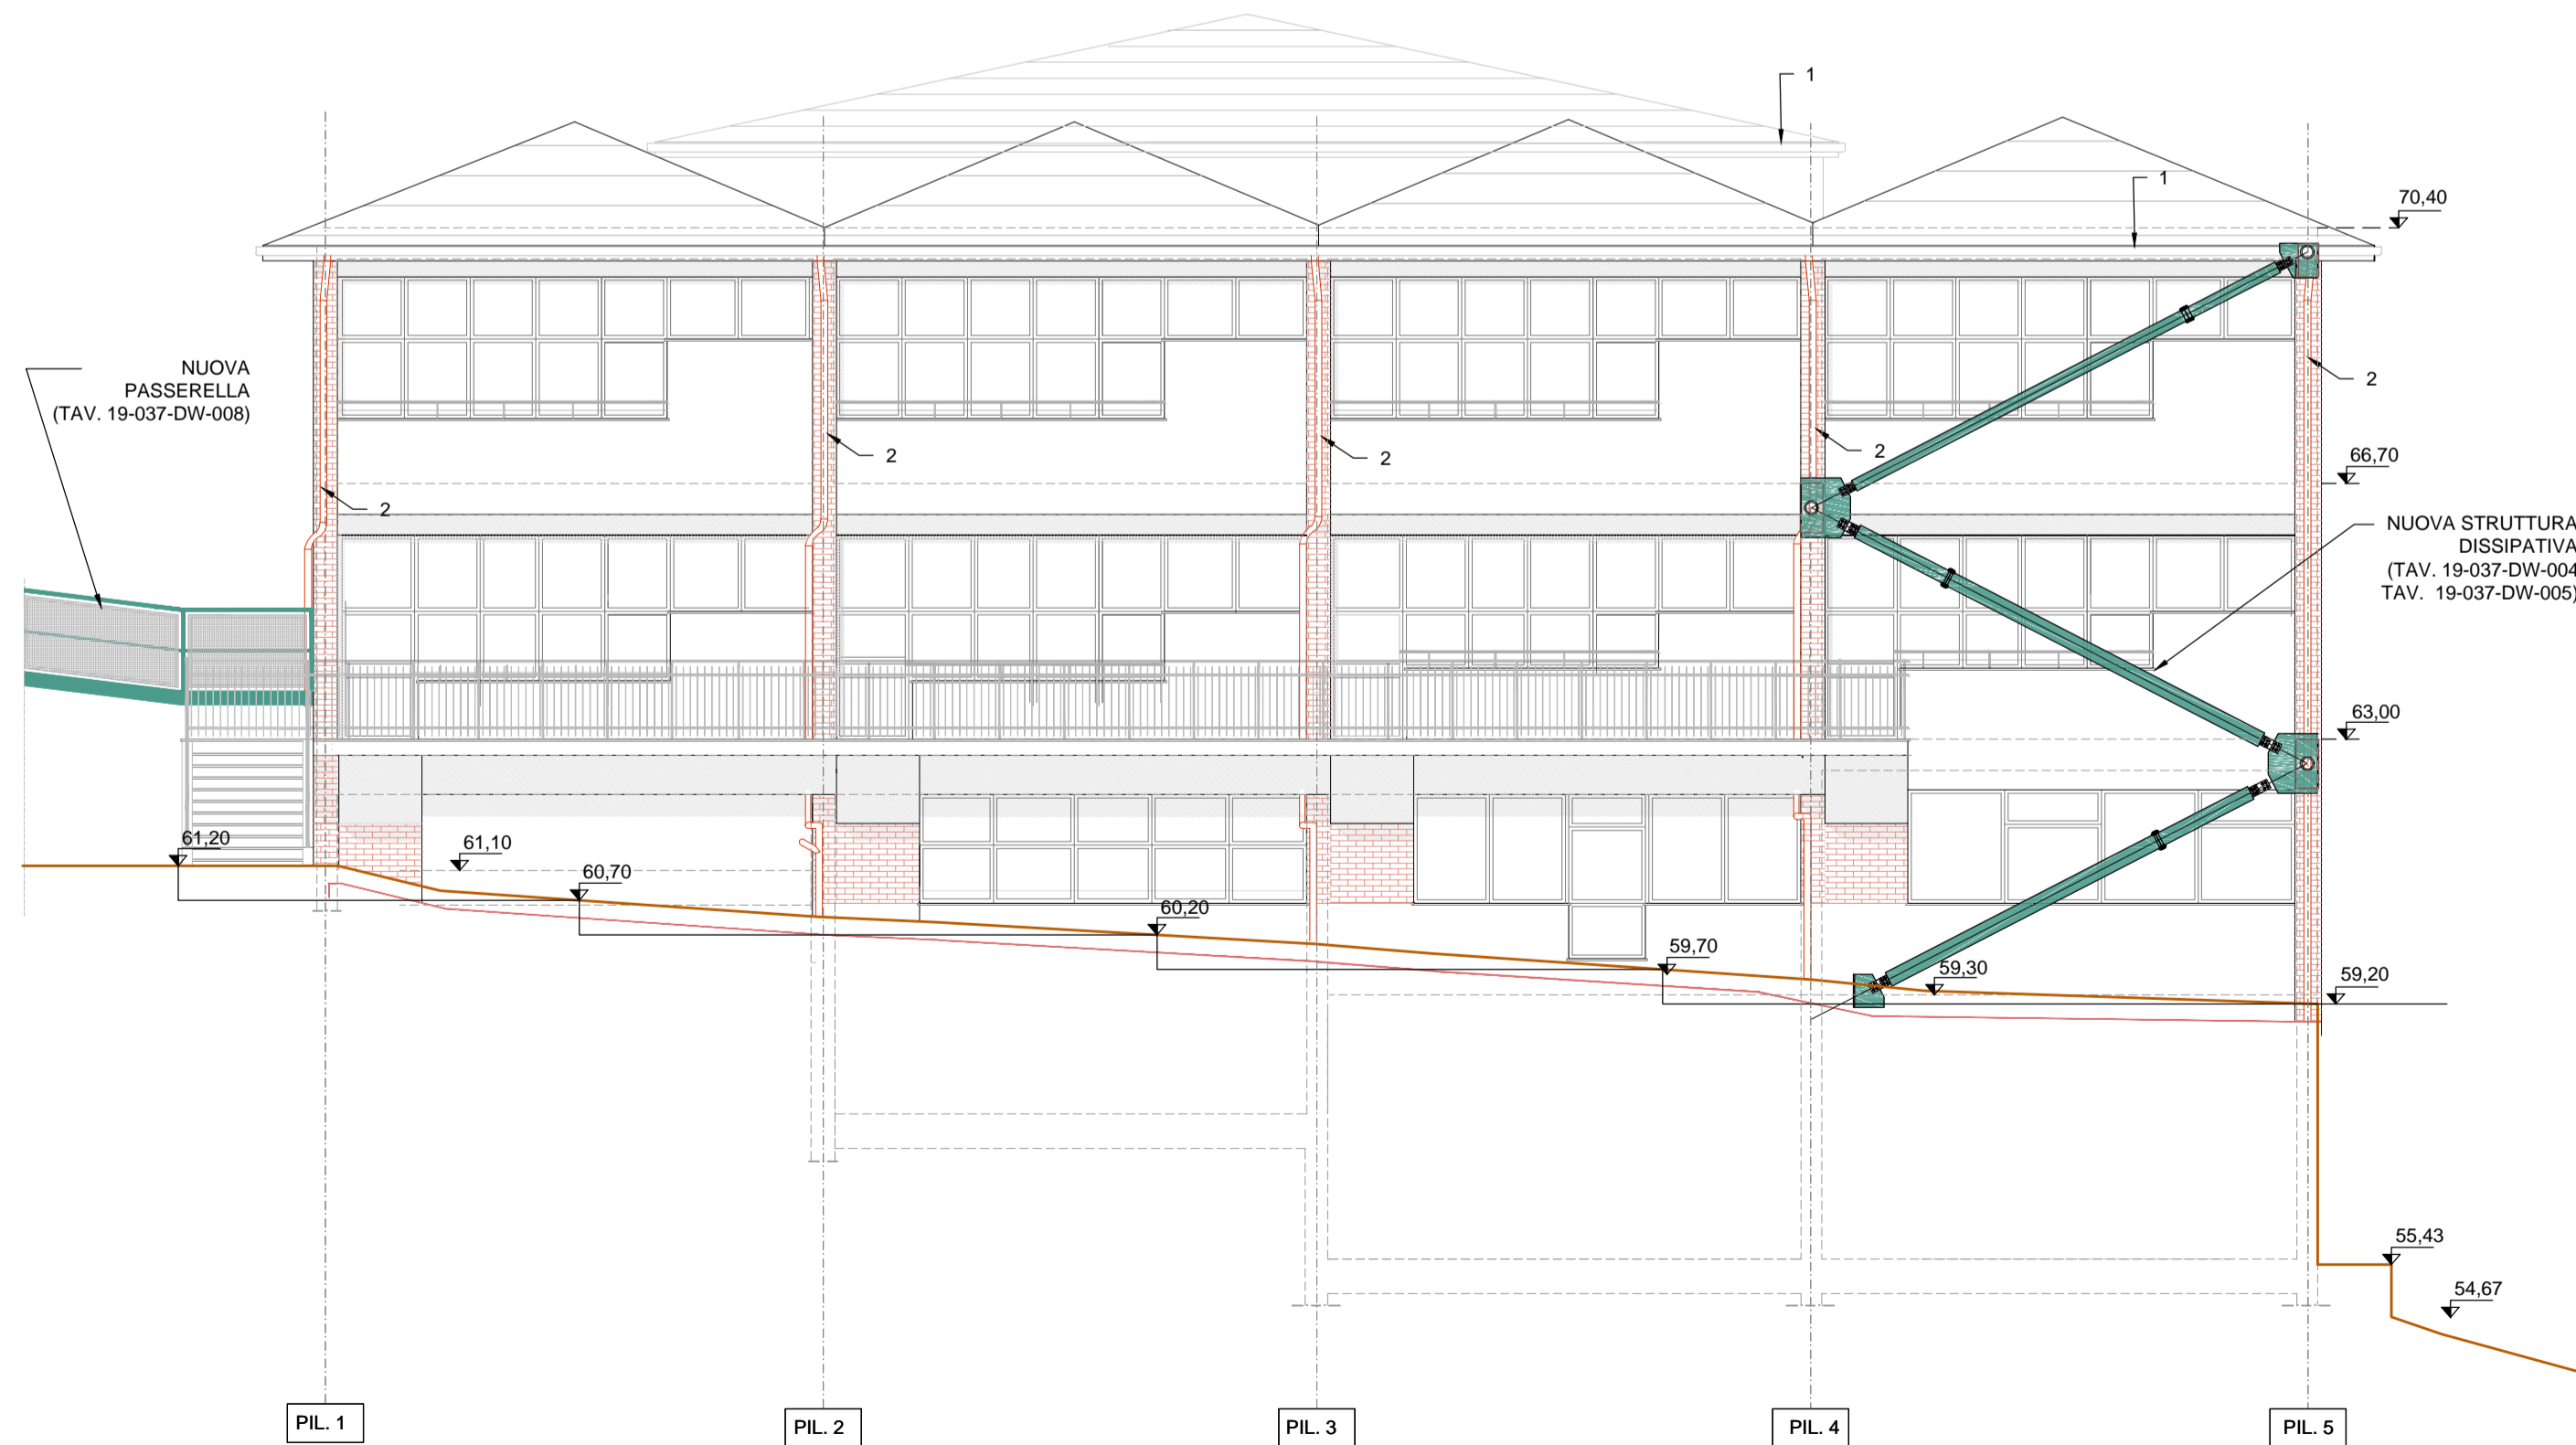 1
1
70,40
NUOVA
PASSERELLA
(TAV. 19-037-DW-008)
2
2
2
2
2
66,70
NUOVA STRUTTURA
DISSIPATIVA
(TAV. 19-037-DW-004
TAV. 19-037-DW-005)
63,00
61,20
61,10
60,70
60,20
59,70
59,30
59,20
55,43
54,67
PIL. 1
PIL. 2
PIL. 3
PIL. 4
PIL. 5